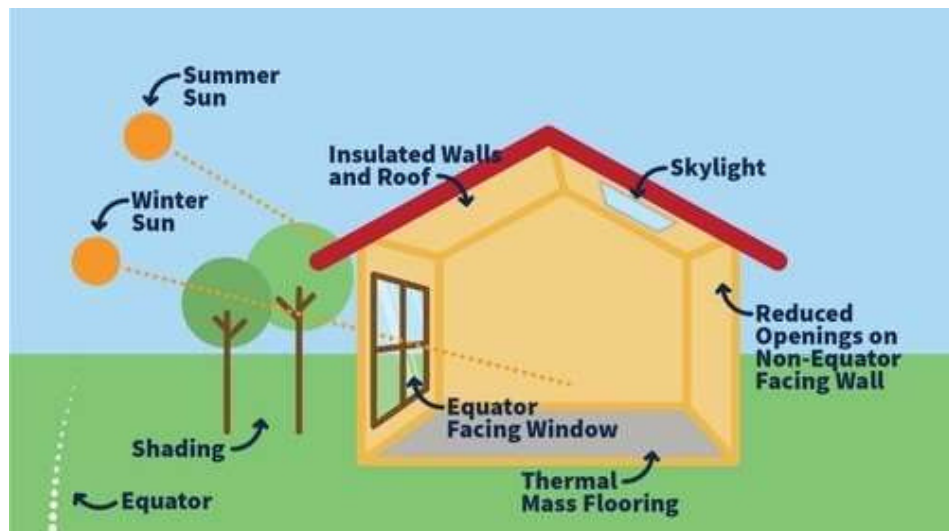 Summer
Sun
Insulated Walls
and Roof
Skylight
Winter
Sun
Reduced
Openings on
Non-Equator
Facing Wall
Equator
Facing Window
Shading
Thermal
Mass Flooring
Equator